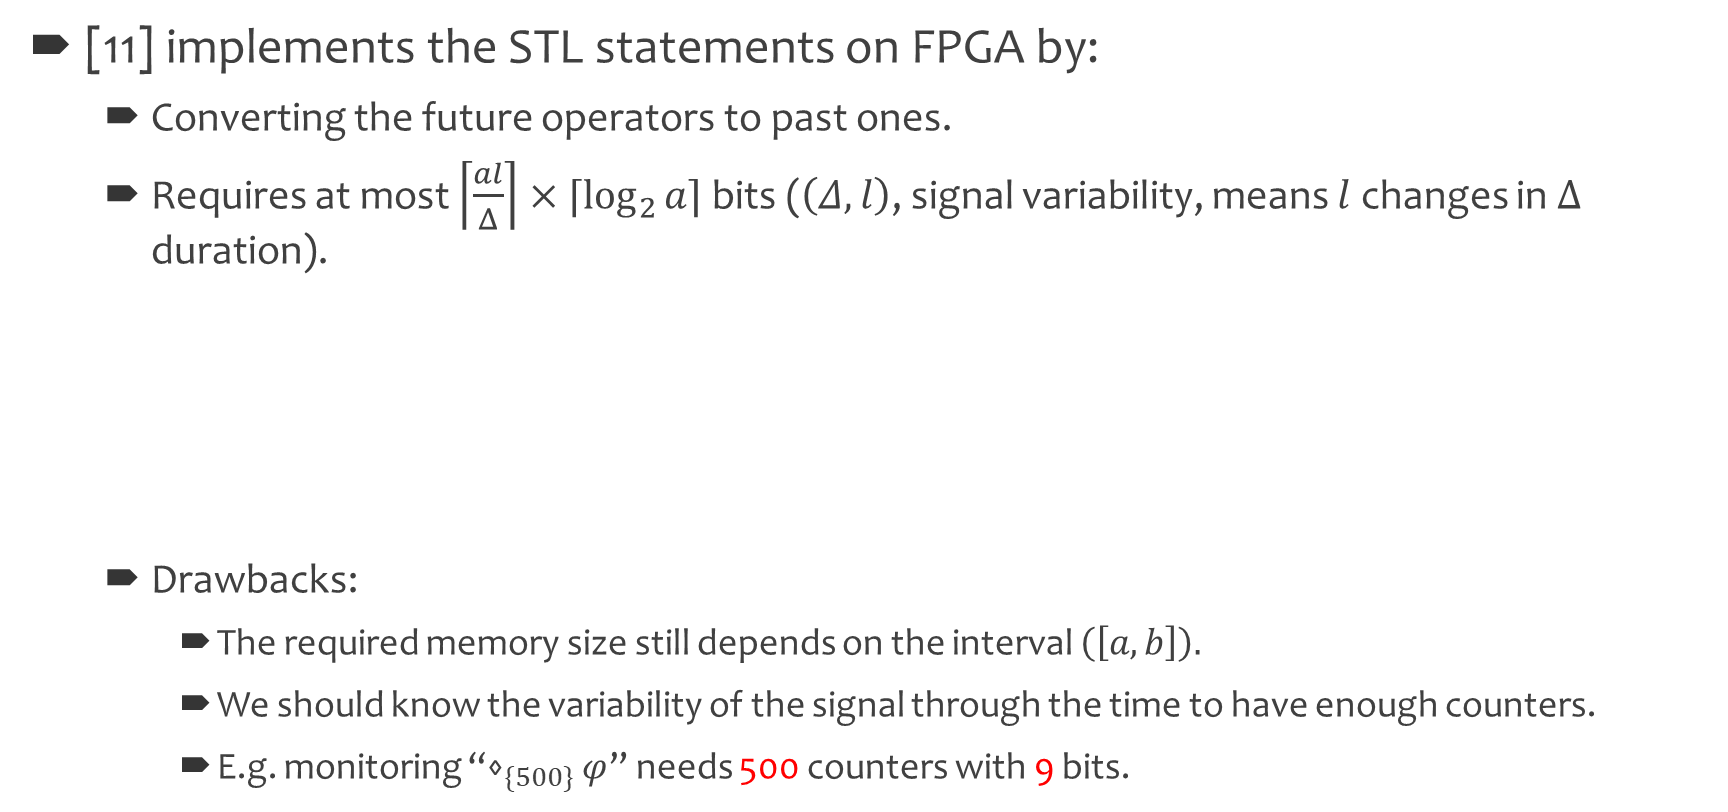 [11] implements the STL statements on FPGA by:
Converting the future operators to past ones.
Requires at most ⌈al/Δ⌉ × ⌈log₂ a⌉ bits ((Δ, l), signal variability, means l changes in Δ
duration).
Drawbacks:
The required memory size still depends on the interval ([a, b]).
We should know the variability of the signal through the time to have enough counters.
E.g. monitoring “⋄{500} φ” needs 500 counters with 9 bits.